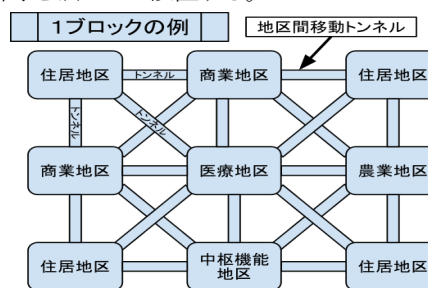 1ブロックの例
地区間移動トンネル
住居地区
トンネル
商業地区
住居地区
トンネル
トンネル
商業地区
医療地区
農業地区
住居地区
中枢機能
地区
住居地区